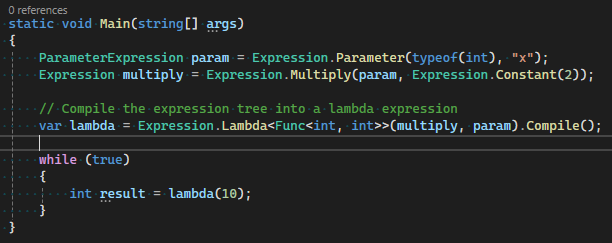 0 references
static void Main(string[] args)
{
ParameterExpression param = Expression.Parameter(typeof(int), "x");
Expression multiply = Expression.Multiply(param, Expression.Constant(2));
// Compile the expression tree into a lambda expression
var lambda = Expression.Lambda<Func<int, int>>(multiply, param).Compile();
while (true)
{
int result = lambda(10);
}
}